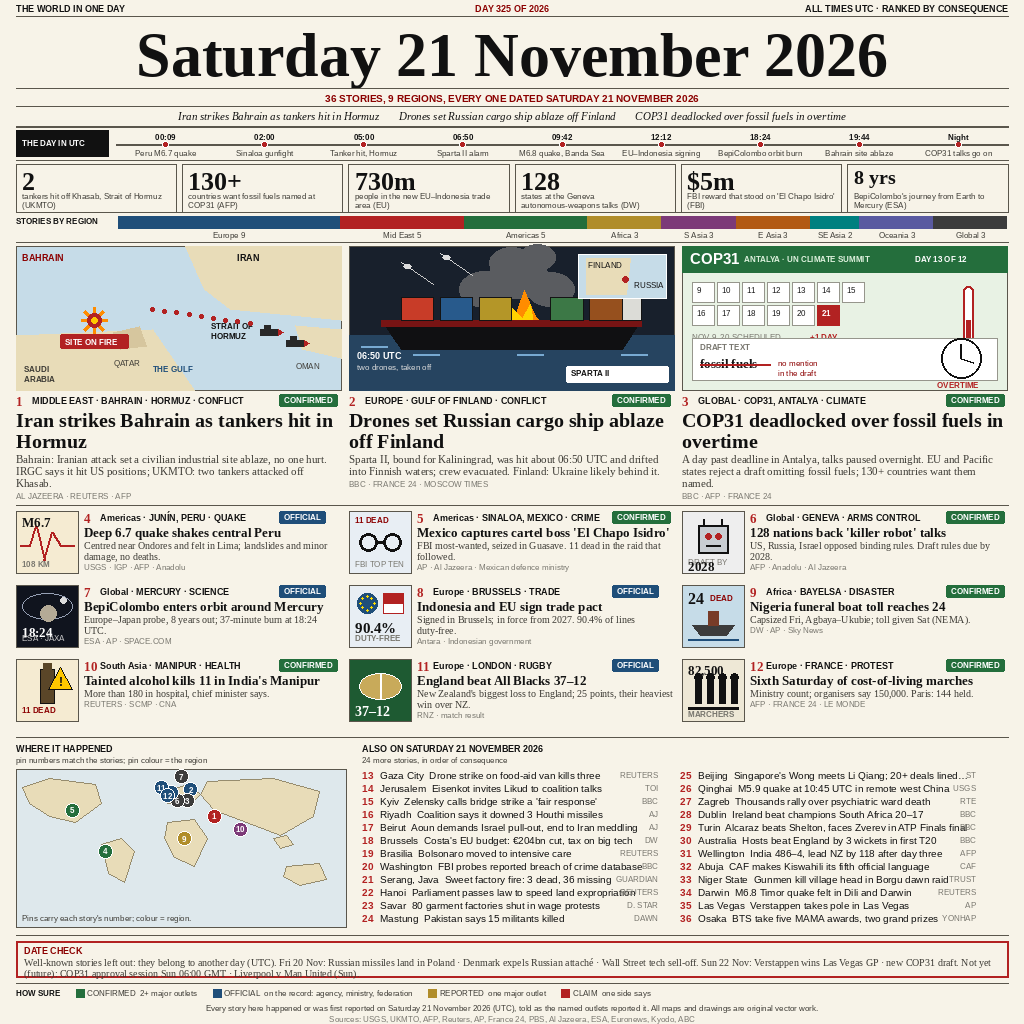 THE WORLD IN ONE DAY
DAY 325 OF 2026
ALL TIMES UTC · RANKED BY CONSEQUENCE
Saturday 21 November 2026
36 STORIES, 9 REGIONS, EVERY ONE DATED SATURDAY 21 NOVEMBER 2026
Iran strikes Bahrain as tankers hit in Hormuz Drones set Russian cargo ship ablaze off Finland COP31 deadlocked over fossil fuels in overtime
THE DAY IN UTC
00:09 02:00 05:00 06:50 09:42 12:12 18:24 19:44 Night
Peru M6.7 quake Sinaloa gunfight Tanker hit, Hormuz Sparta II alarm M6.8 quake, Banda Sea EU–Indonesia signing BepiColombo orbit burn Bahrain site ablaze COP31 talks go on
2
tankers hit off Khasab, Strait of Hormuz
(UKMTO)
130+
countries want fossil fuels named at
COP31 (AFP)
730m
people in the new EU–Indonesia trade
area (EU)
128
states at the Geneva
autonomous-weapons talks (DW)
$5m
FBI reward that stood on 'El Chapo Isidro'
(FBI)
8 yrs
BepiColombo's journey from Earth to
Mercury (ESA)
STORIES BY REGION
Europe 9 Mid East 5 Americas 5 Africa 3 S Asia 3 E Asia 3 SE Asia 2 Oceania 3 Global 3
BAHRAIN
IRAN
STRAIT OF
HORMUZ
SITE ON FIRE
QATAR
THE GULF
OMAN
SAUDI
ARABIA
FINLAND
RUSSIA
06:50 UTC
two drones, taken off
SPARTA II
COP31 ANTALYA · UN CLIMATE SUMMIT DAY 13 OF 12
9 10 11 12 13 14 15
16 17 18 19 20 21
NOV 9-20 SCHEDULED +1 DAY
DRAFT TEXT
fossil fuels
no mention
in the draft
OVERTIME
1 MIDDLE EAST · BAHRAIN · HORMUZ · CONFLICT CONFIRMED
Iran strikes Bahrain as tankers hit in
Hormuz
Bahrain: Iranian attack set a civilian industrial site ablaze, no one hurt.
IRGC says it hit US positions; UKMTO: two tankers attacked off
Khasab.
AL JAZEERA · REUTERS · AFP
2 EUROPE · GULF OF FINLAND · CONFLICT CONFIRMED
Drones set Russian cargo ship ablaze
off Finland
Sparta II, bound for Kaliningrad, was hit about 06:50 UTC and drifted
into Finnish waters; crew evacuated. Finland: Ukraine likely behind it.
BBC · FRANCE 24 · MOSCOW TIMES
3 GLOBAL · COP31, ANTALYA · CLIMATE CONFIRMED
COP31 deadlocked over fossil fuels in
overtime
A day past deadline in Antalya, talks paused overnight. EU and Pacific
states reject a draft omitting fossil fuels; 130+ countries want them
named.
BBC · AFP · FRANCE 24
M6.7
108 KM
4 Americas · JUNÍN, PERU · QUAKE OFFICIAL
Deep 6.7 quake shakes central Peru
Centred near Ondores and felt in Lima; landslides and minor
damage, no deaths.
USGS · IGP · AFP · Anadolu
11 DEAD
FBI TOP TEN
5 Americas · SINALOA, MEXICO · CRIME CONFIRMED
Mexico captures cartel boss 'El Chapo Isidro'
FBI most-wanted, seized in Guasave. 11 dead in the raid that
followed.
AP · Al Jazeera · Mexican defence ministry
DRAFT BY
2028
6 Global · GENEVA · ARMS CONTROL CONFIRMED
128 nations back 'killer robot' talks
US, Russia, Israel opposed binding rules. Draft rules due by
2028.
AFP · Anadolu · Al Jazeera
18:24
ESA · JAXA
7 Global · MERCURY · SCIENCE OFFICIAL
BepiColombo enters orbit around Mercury
Europe–Japan probe, 8 years out; 37-minute burn at 18:24
UTC.
ESA · AP · SPACE.COM
90.4%
DUTY-FREE
8 Europe · BRUSSELS · TRADE OFFICIAL
Indonesia and EU sign trade pact
Signed in Brussels; in force from 2027. 90.4% of lines
duty-free.
Antara · Indonesian government
24 DEAD
9 Africa · BAYELSA · DISASTER CONFIRMED
Nigeria funeral boat toll reaches 24
Capsized Fri, Agbaya–Ukubie; toll given Sat (NEMA).
DW · AP · Sky News
!
11 DEAD
10 South Asia · MANIPUR · HEALTH CONFIRMED
Tainted alcohol kills 11 in India's Manipur
More than 180 in hospital, chief minister says.
REUTERS · SCMP · CNA
37–12
11 Europe · LONDON · RUGBY OFFICIAL
England beat All Blacks 37–12
New Zealand's biggest loss to England; 25 points, their heaviest
win over NZ.
RNZ · match result
82 500
MARCHERS
12 Europe · FRANCE · PROTEST CONFIRMED
Sixth Saturday of cost-of-living marches
Ministry count; organisers say 150,000. Paris: 144 held.
AFP · FRANCE 24 · LE MONDE
WHERE IT HAPPENED
pin numbers match the stories; pin colour = the region
7
11 2
12 6 3
5
1
10
9
4
Pins carry each story's number; colour = region.
ALSO ON SATURDAY 21 NOVEMBER 2026
24 more stories, in order of consequence
13 Gaza City Drone strike on food-aid van kills three REUTERS
14 Jerusalem Eisenkot invites Likud to coalition talks TOI
15 Kyiv Zelensky calls bridge strike a 'fair response' BBC
16 Riyadh Coalition says it downed 3 Houthi missiles AJ
17 Beirut Aoun demands Israel pull-out, end to Iran meddling AJ
18 Brussels Cox's EU budget: €204bn cut, tax on big tech DW
19 Brasilia Bolsonaro moved to intensive care REUTERS
20 Washington FBI probes reported breach of crime database BBC
21 Serang, Java Sweet factory fire: 3 dead, 36 missing GUARDIAN
22 Hanoi Parliament passes law to speed land expropriation REUTERS
23 Savar 80 garment factories shut in wage protests D. STAR
24 Mastung Pakistan says 15 militants killed DAWN
25 Beijing Singapore's Wong meets Li Qiang; 20+ deals lined… ST
26 Qinghai M5.9 quake at 10:45 UTC in remote west China USGS
27 Zagreb Thousands rally over psychiatric ward death RTE
28 Dublin Ireland beat champions South Africa 20–17 BBC
29 Turin Alcaraz beats Shelton, faces Zverev in ATP Finals final BBC
30 Australia Hosts beat England by 3 wickets in first T20 BBC
31 Wellington India 486–4, lead NZ by 118 after day three AFP
32 Abuja CAF makes Kiswahili its fifth official language CAF
33 Niger State Gunmen kill village head in Borgu dawn raid TRUST
34 Darwin M6.8 Timor quake felt in Dili and Darwin REUTERS
35 Las Vegas Verstappen takes pole in Las Vegas AP
36 Osaka BTS take five MAMA awards, two grand prizes YONHAP
DATE CHECK
Well-known stories left out: they belong to another day (UTC). Fri 20 Nov: Russian missiles land in Poland · Denmark expels Russian attaché · Wall Street tech sell-off. Sun 22 Nov: Verstappen wins Las Vegas GP · new COP31 draft. Not yet
(future): COP31 approval session Sun 06:00 GMT · Liverpool v Man United (Sun)
HOW SURE CONFIRMED 2+ major outlets OFFICIAL on the record: agency, ministry, federation REPORTED one major outlet CLAIM one side says
Every story here happened or was first reported on Saturday 21 November 2026 (UTC), told as the named outlets reported it. All maps and drawings are original vector work.
Sources: USGS, UKMTO, AFP, Reuters, AP, France 24, PBS, Al Jazeera, ESA, Euronews, Kyodo, ABC